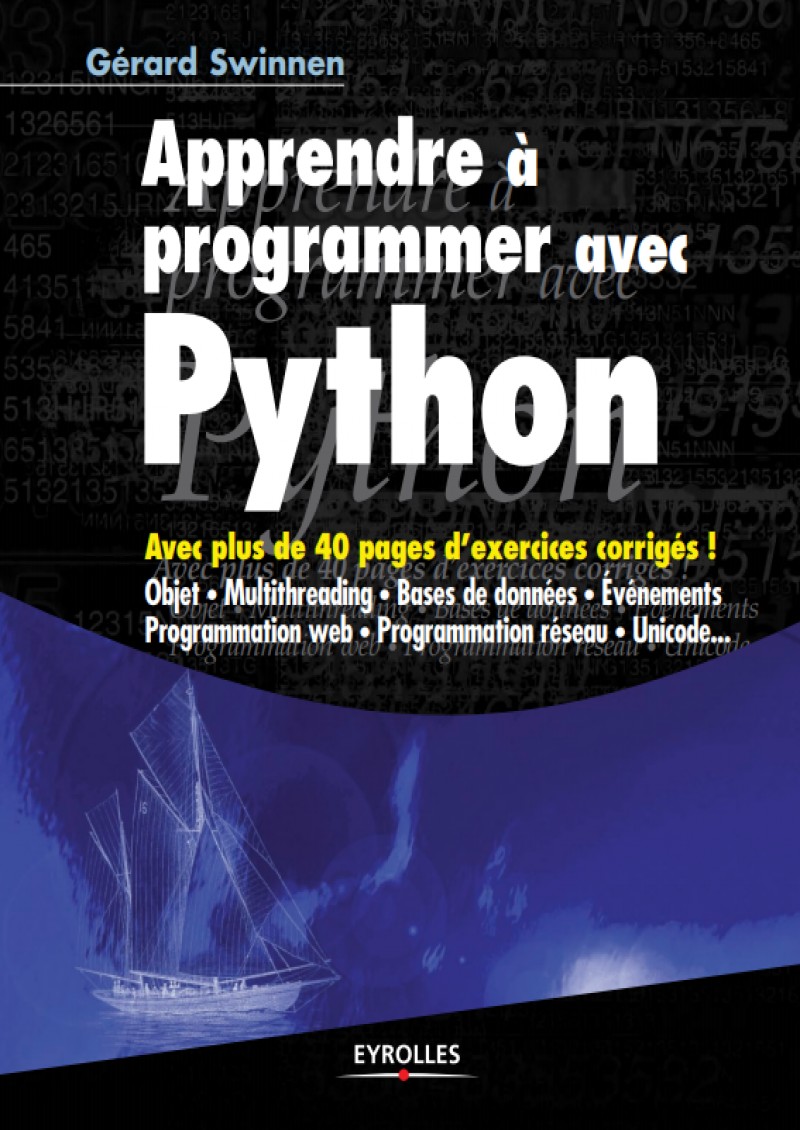 Gérard Swinnen
Apprendre à
programmer avec
Python
Avec plus de 40 pages d'exercices corrigés !
Objet • Multithreading • Bases de données • Événements
Programmation web • Programmation réseau • Unicode...
EYROLLES